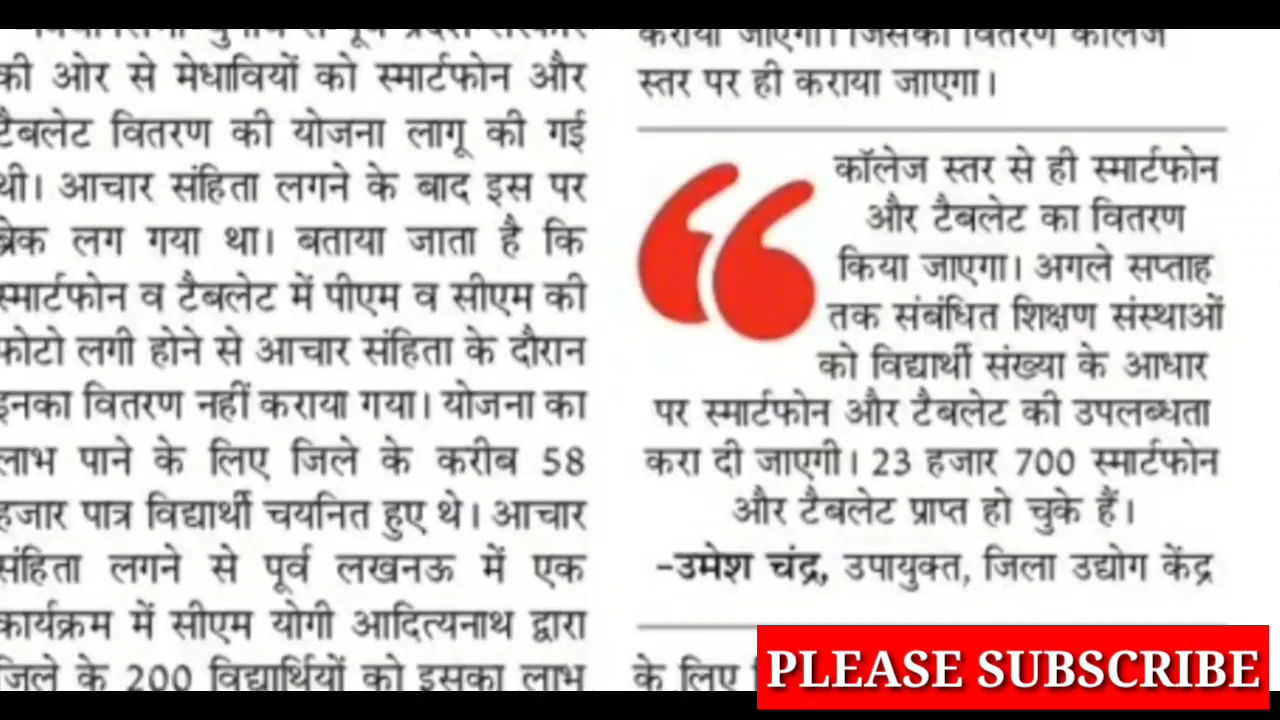 की ओर से मेधावियों को स्मार्टफोन और
टैबलेट वितरण की योजना लागू की गई
थी। आचार संहिता लगने के बाद इस पर
ब्रेक लग गया था। बताया जाता है कि
स्मार्टफोन व टैबलेट में पीएम व सीएम की
फोटो लगी होने से आचार संहिता के दौरान
इनका वितरण नहीं कराया गया। योजना का
लाभ पाने के लिए जिले के करीब 58
हजार पात्र विद्यार्थी चयनित हुए थे। आचार
संहिता लगने से पूर्व लखनऊ में एक
कार्यक्रम में सीएम योगी आदित्यनाथ द्वारा
जिले के 200 विद्यार्थियों को इसका लाभ
कराया जाएगा। जिसका वितरण कॉलेज
स्तर पर ही कराया जाएगा।
कॉलेज स्तर से ही स्मार्टफोन
और टैबलेट का वितरण
किया जाएगा। अगले सप्ताह
तक संबंधित शिक्षण संस्थाओं
को विद्यार्थी संख्या के आधार
पर स्मार्टफोन और टैबलेट की उपलब्धता
करा दी जाएगी। 23 हजार 700 स्मार्टफोन
और टैबलेट प्राप्त हो चुके हैं।
-उमेश चंद्र, उपायुक्त, जिला उद्योग केंद्र
के लिए
PLEASE SUBSCRIBE